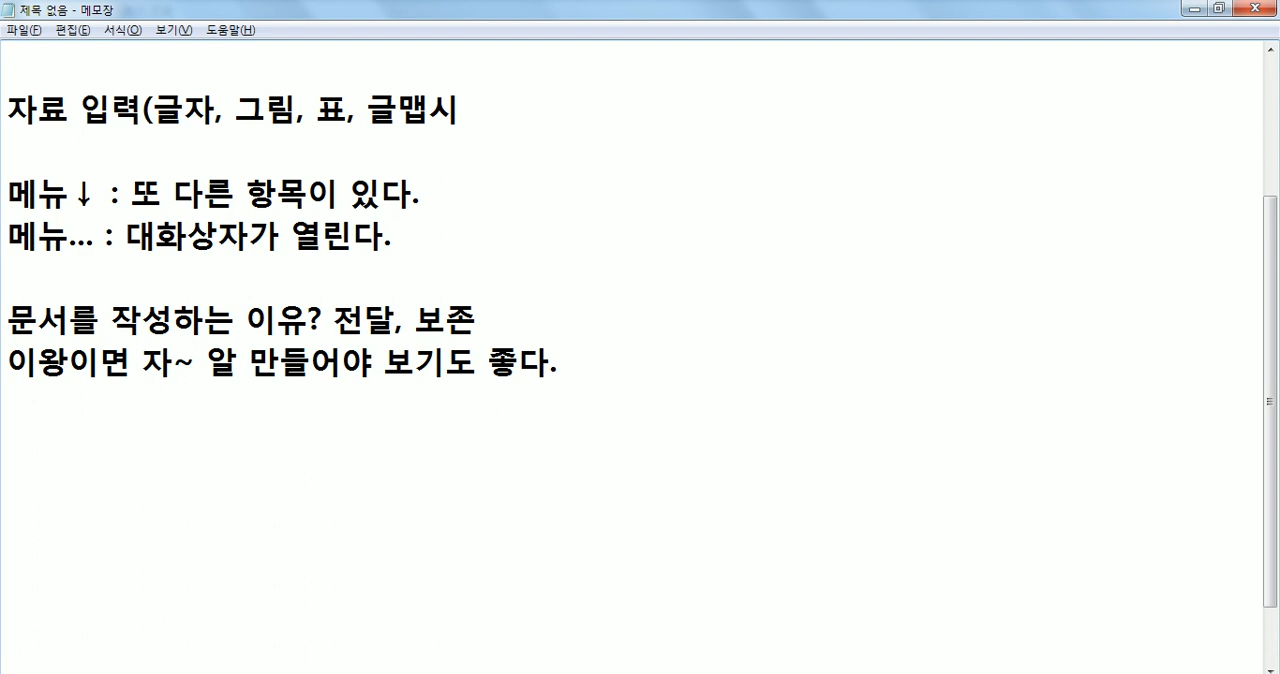 제목 없음 - 메모장
파일(F) 편집(E) 서식(O) 보기(V) 도움말(H)
자료 입력(글자, 그림, 표, 글맵시
메뉴↓ : 또 다른 항목이 있다.
메뉴... : 대화상자가 열린다.
문서를 작성하는 이유? 전달, 보존
이왕이면 자~ 알 만들어야 보기도 좋다.